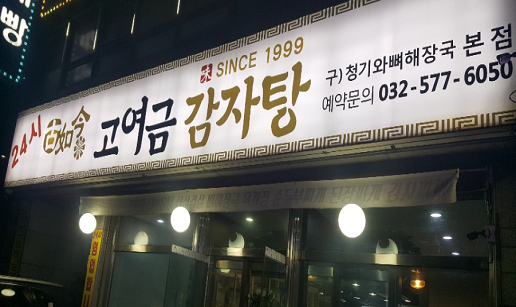 味 SINCE 1999
24시 古如今 고여금 감자탕
구) 청기와뼈해장국 본점
예약문의 032-577-6050